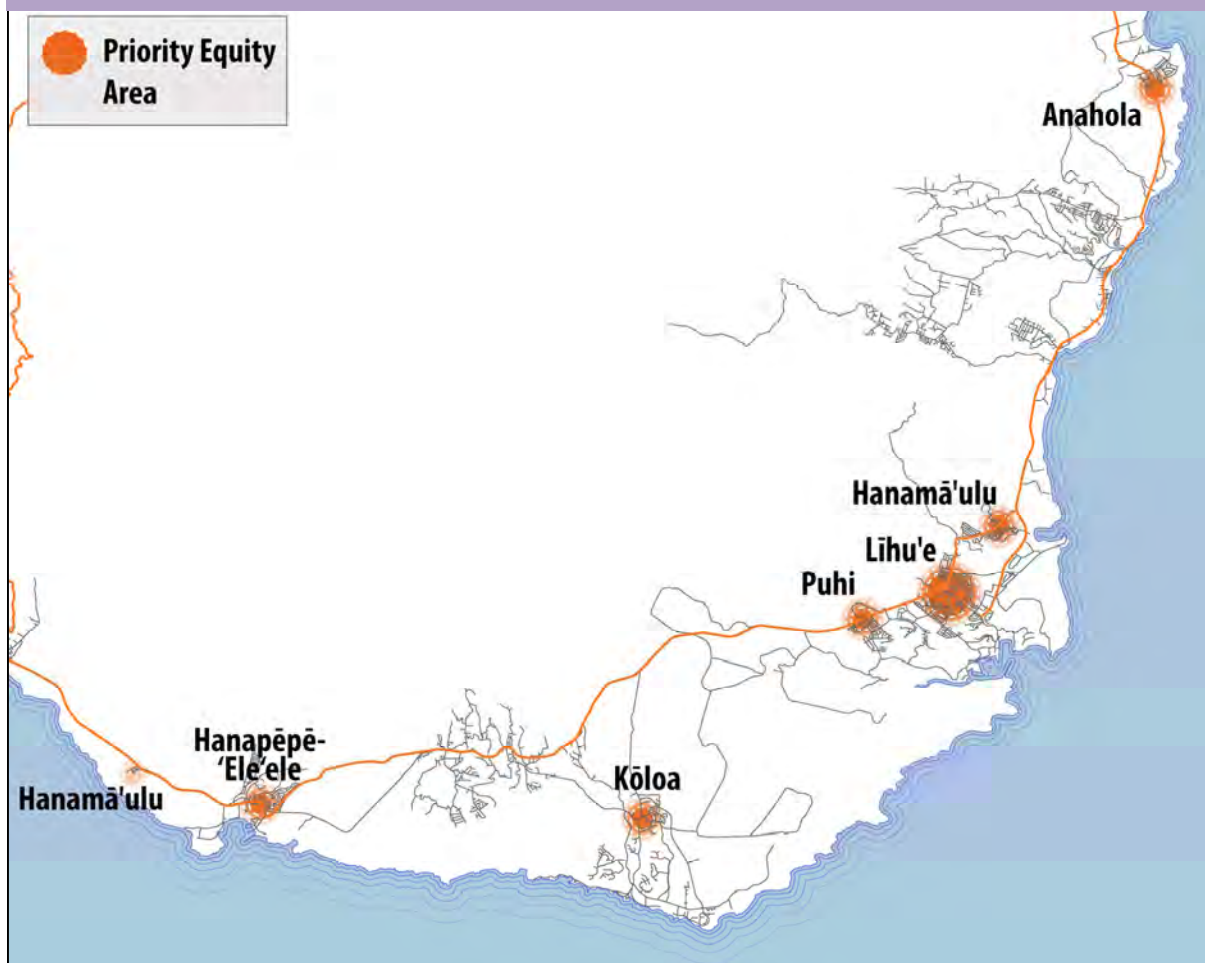 Priority Equity
Area
Anahola
Hanamā'ulu
Līhu'e
Puhi
Hanapēpē-
‘Ele‘ele
Kōloa
Hanamā'ulu